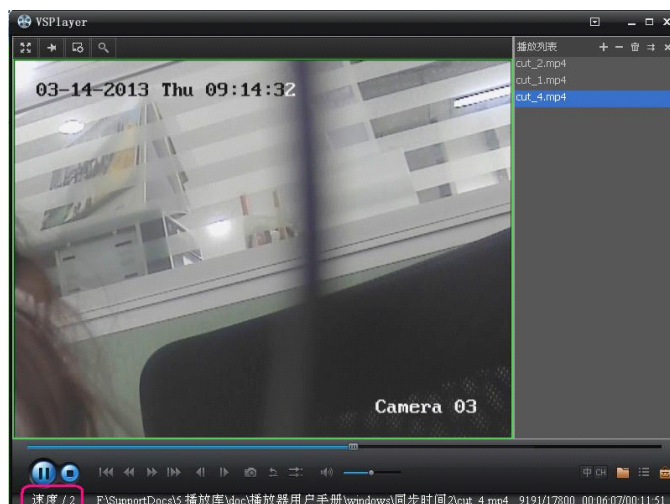 VSPlayer
播放列表
cut_2.mp4
cut_1.mp4
cut_4.mp4
03-14-2013 Thu 09:14:32
Camera 03
中 CH
速度 / 2 F:\SupportDocs\5 播放库\doc\播放器用户手册\windows\同步时间2\cut_4.mp4 9191/17800 00:06:07/00:11:5